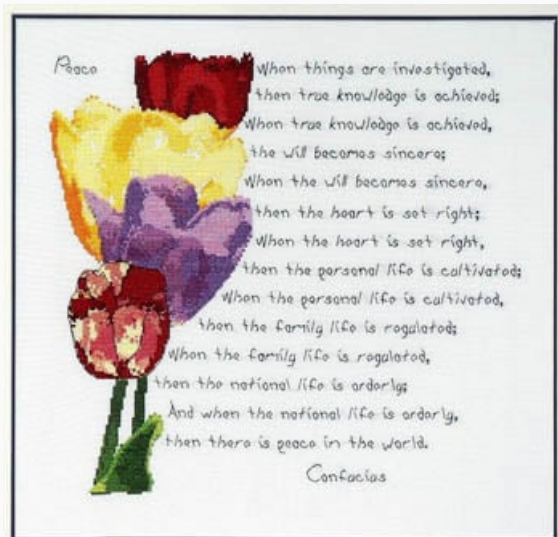 Peace
When things are investigated,
then true knowledge is achieved;
When true knowledge is achieved,
the will becomes sincere;
When the will becomes sincere,
then the heart is set right;
When the heart is set right,
then the personal life is cultivated;
When the personal life is cultivated,
then the family life is regulated;
When the family life is regulated,
then the national life is orderly;
And when the national life is orderly,
then there is peace in the world.
Confucius